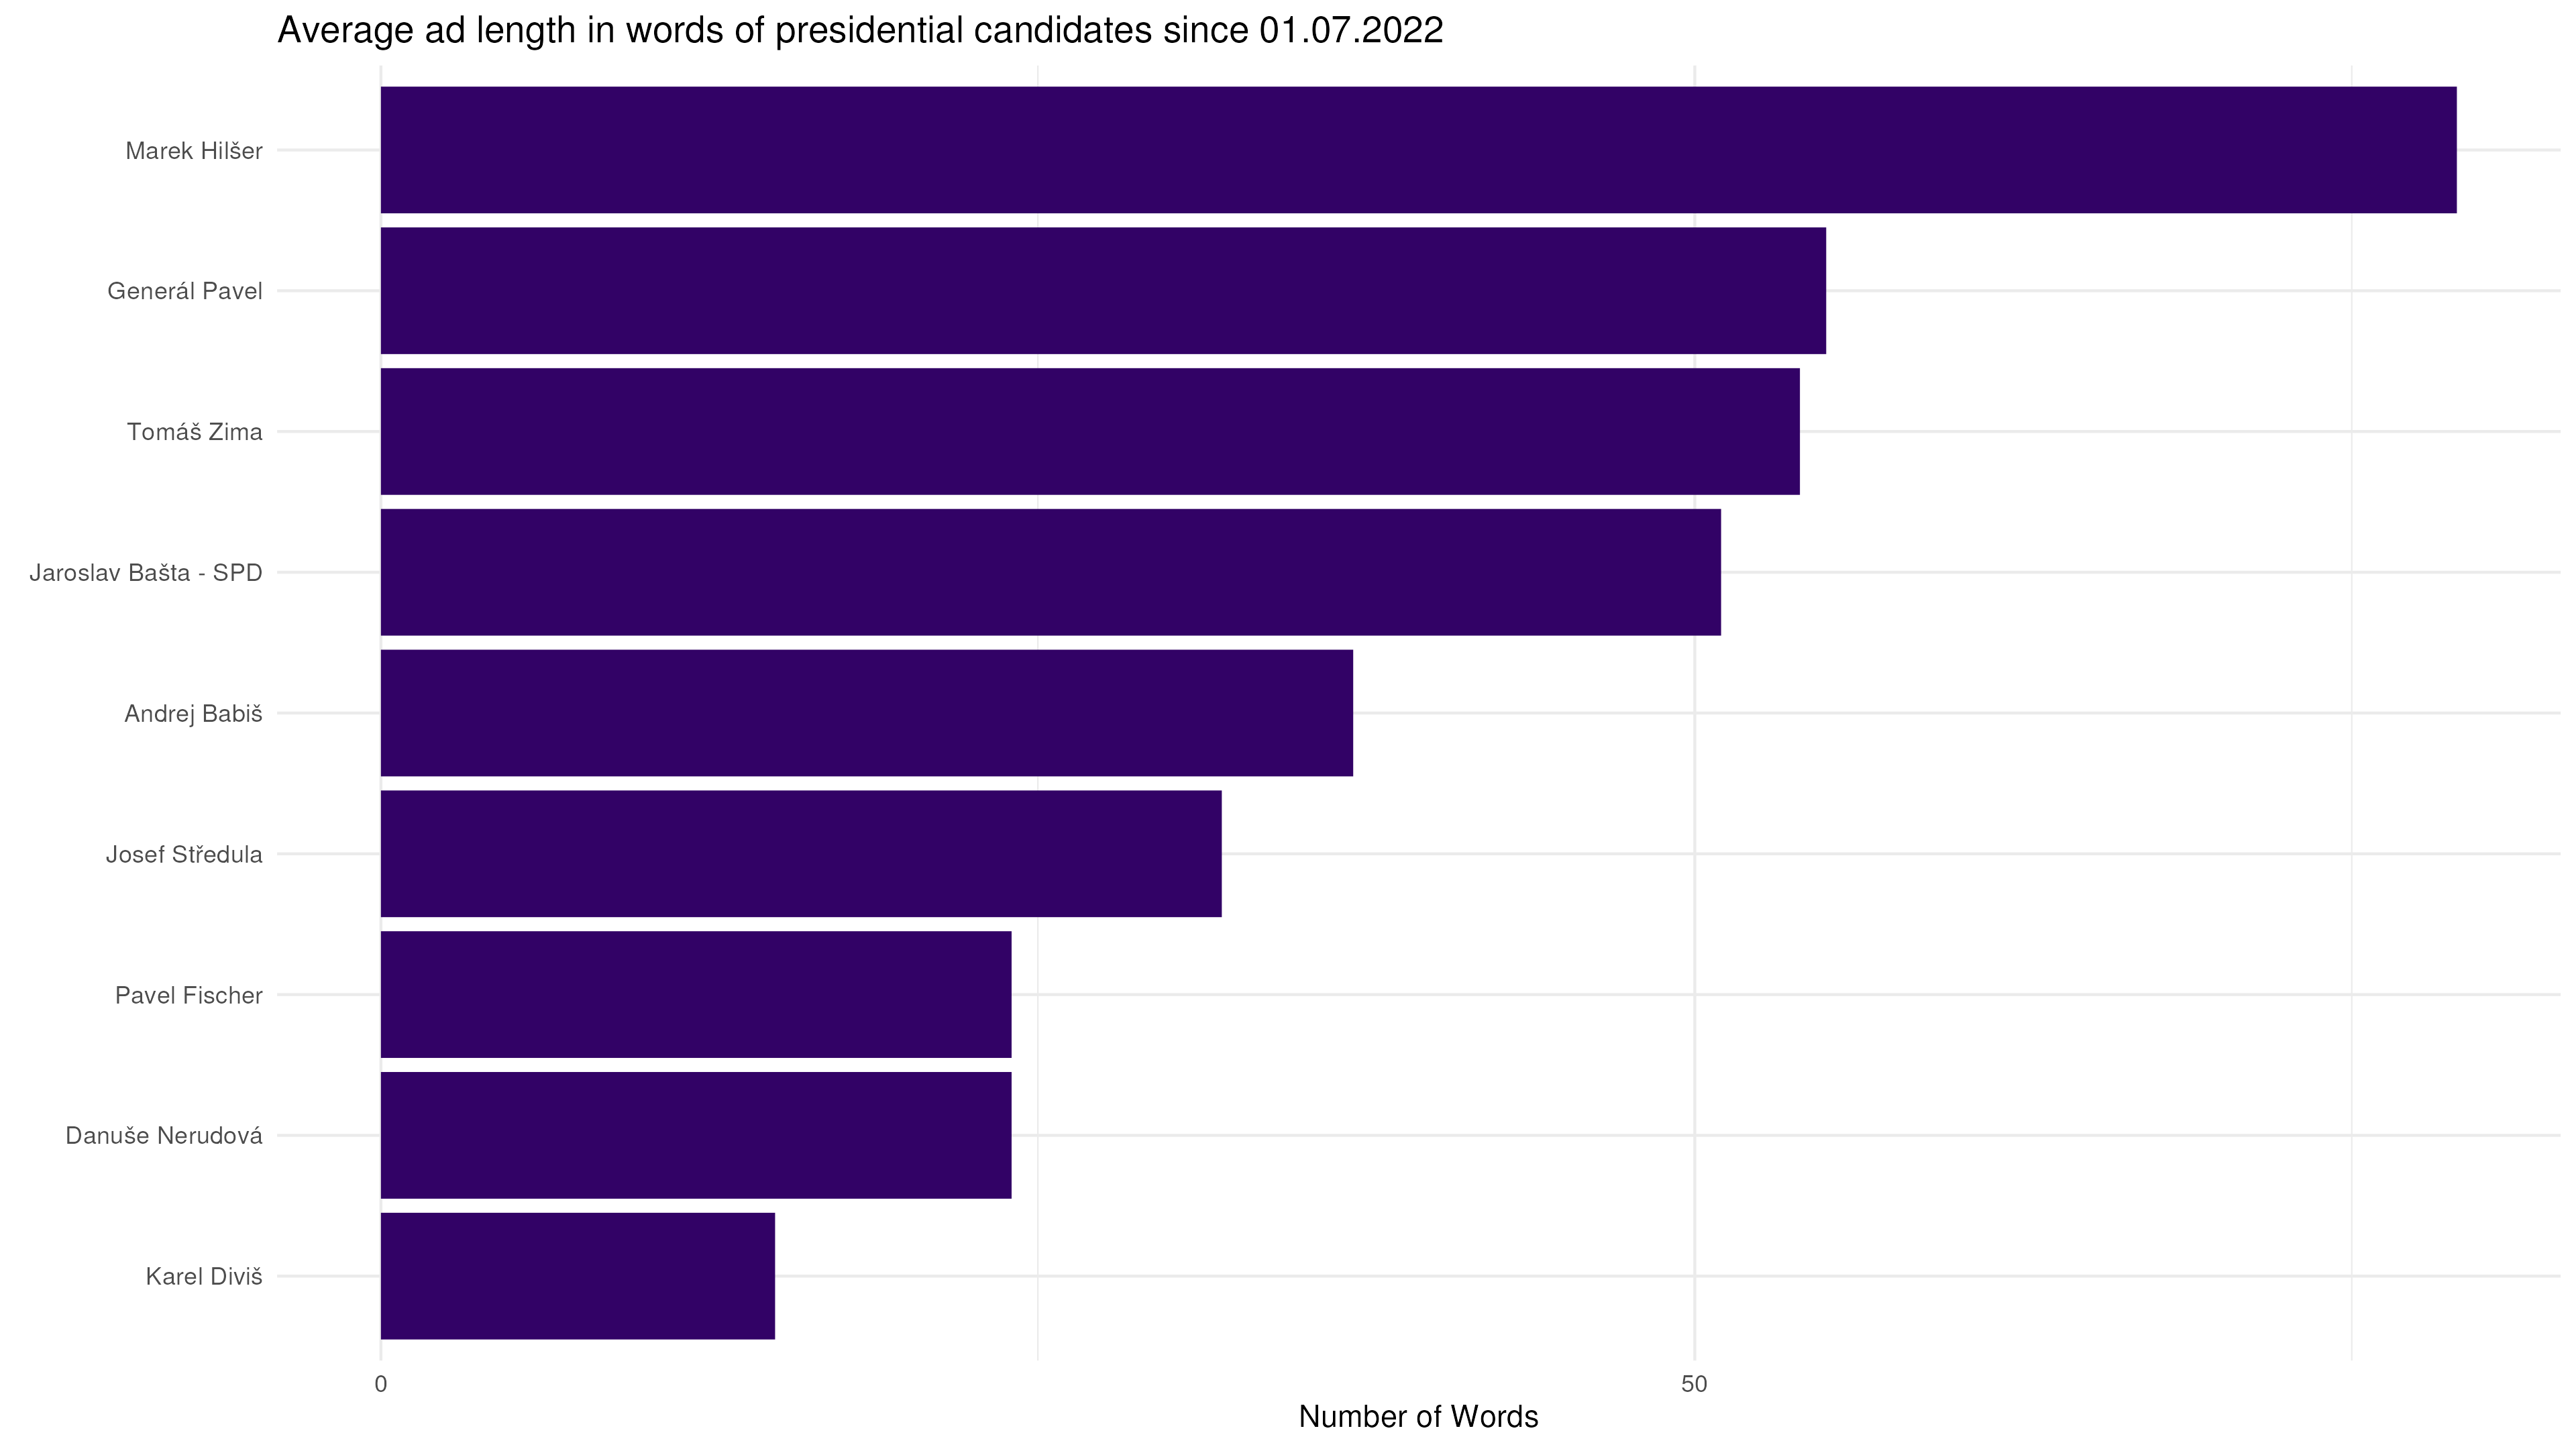 Average ad length in words of presidential candidates since 01.07.2022
Marek Hilšer
Generál Pavel
Tomáš Zima
Jaroslav Bašta - SPD
Andrej Babiš
Josef Středula
Pavel Fischer
Danuše Nerudová
Karel Diviš
0
50
Number of Words